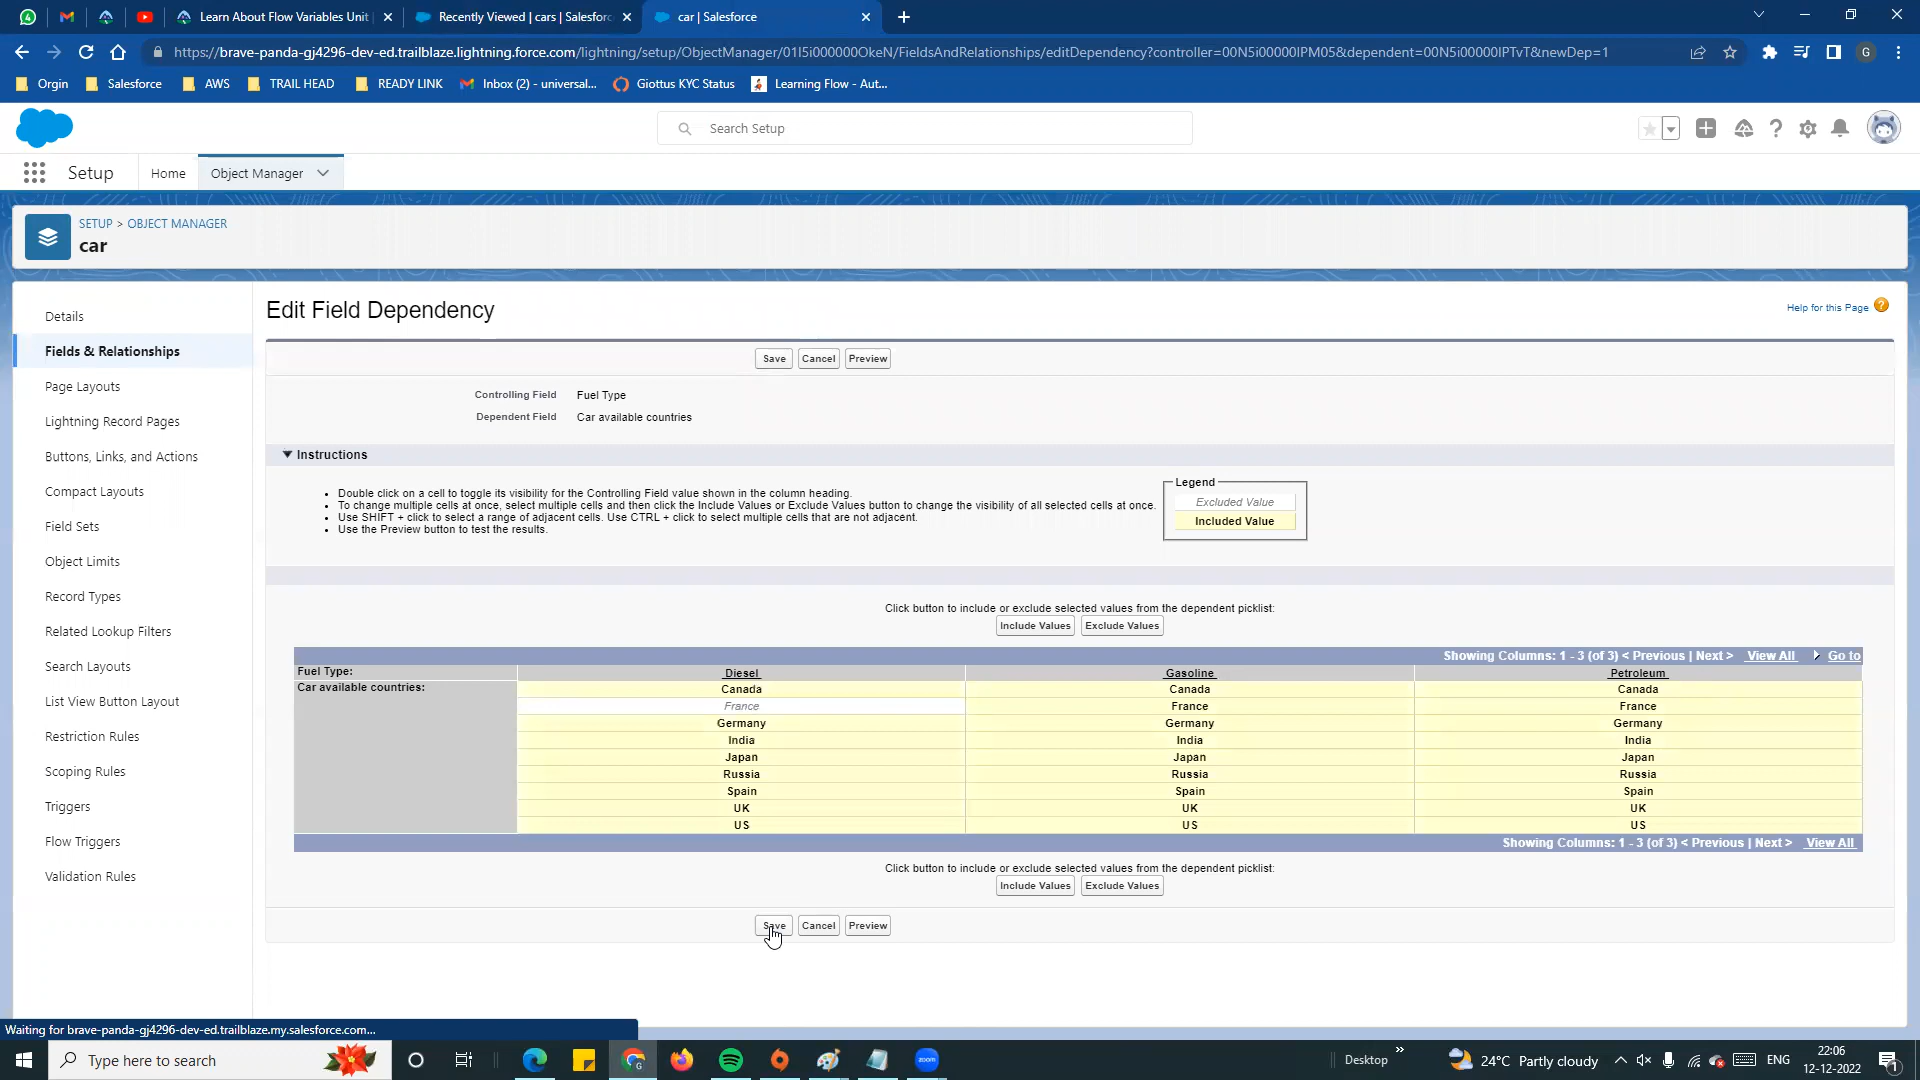 Learn About Flow Variables Unit
Recently Viewed | cars | Salesforc
car | Salesforce
https://brave-panda-gj4296-dev-ed.trailblaze.lightning.force.com/lightning/setup/ObjectManager/01I5i000000OkeN/FieldsAndRelationships/editDependency?controller=00N5i00000IPM05&dependent=00N5i00000IPTvT&newDep=1
G
Orgin
Salesforce
AWS
TRAIL HEAD
READY LINK
Inbox (2) - universal...
Giottus KYC Status
Learning Flow - Aut...
Search Setup
Setup
Home
Object Manager
SETUP > OBJECT MANAGER
car
Details
Fields & Relationships
Page Layouts
Lightning Record Pages
Buttons, Links, and Actions
Compact Layouts
Field Sets
Object Limits
Record Types
Related Lookup Filters
Search Layouts
List View Button Layout
Restriction Rules
Scoping Rules
Triggers
Flow Triggers
Validation Rules
Edit Field Dependency
Help for this Page
Save Cancel Preview
Controlling Field Fuel Type
Dependent Field Car available countries
Instructions
• Double click on a cell to toggle its visibility for the Controlling Field value shown in the column heading.
• To change multiple cells at once, select multiple cells and then click the Include Values or Exclude Values button to change the visibility of all selected cells at once.
• Use SHIFT + click to select a range of adjacent cells. Use CTRL + click to select multiple cells that are not adjacent.
• Use the Preview button to test the results.
Legend
Excluded Value
Included Value
Click button to include or exclude selected values from the dependent picklist:
Include Values Exclude Values
Showing Columns: 1 - 3 (of 3) < Previous | Next > View All Go to
Fuel Type: Diesel Gasoline Petroleum
Car available countries: Canada Canada Canada
France France France
Germany Germany Germany
India India India
Japan Japan Japan
Russia Russia Russia
Spain Spain Spain
UK UK UK
US US US
Showing Columns: 1 - 3 (of 3) < Previous | Next > View All
Click button to include or exclude selected values from the dependent picklist:
Include Values Exclude Values
Save Cancel Preview
Waiting for brave-panda-gj4296-dev-ed.trailblaze.my.salesforce.com...
Type here to search
zoom
Desktop
24°C Partly cloudy
ENG
22:06
12-12-2022
1